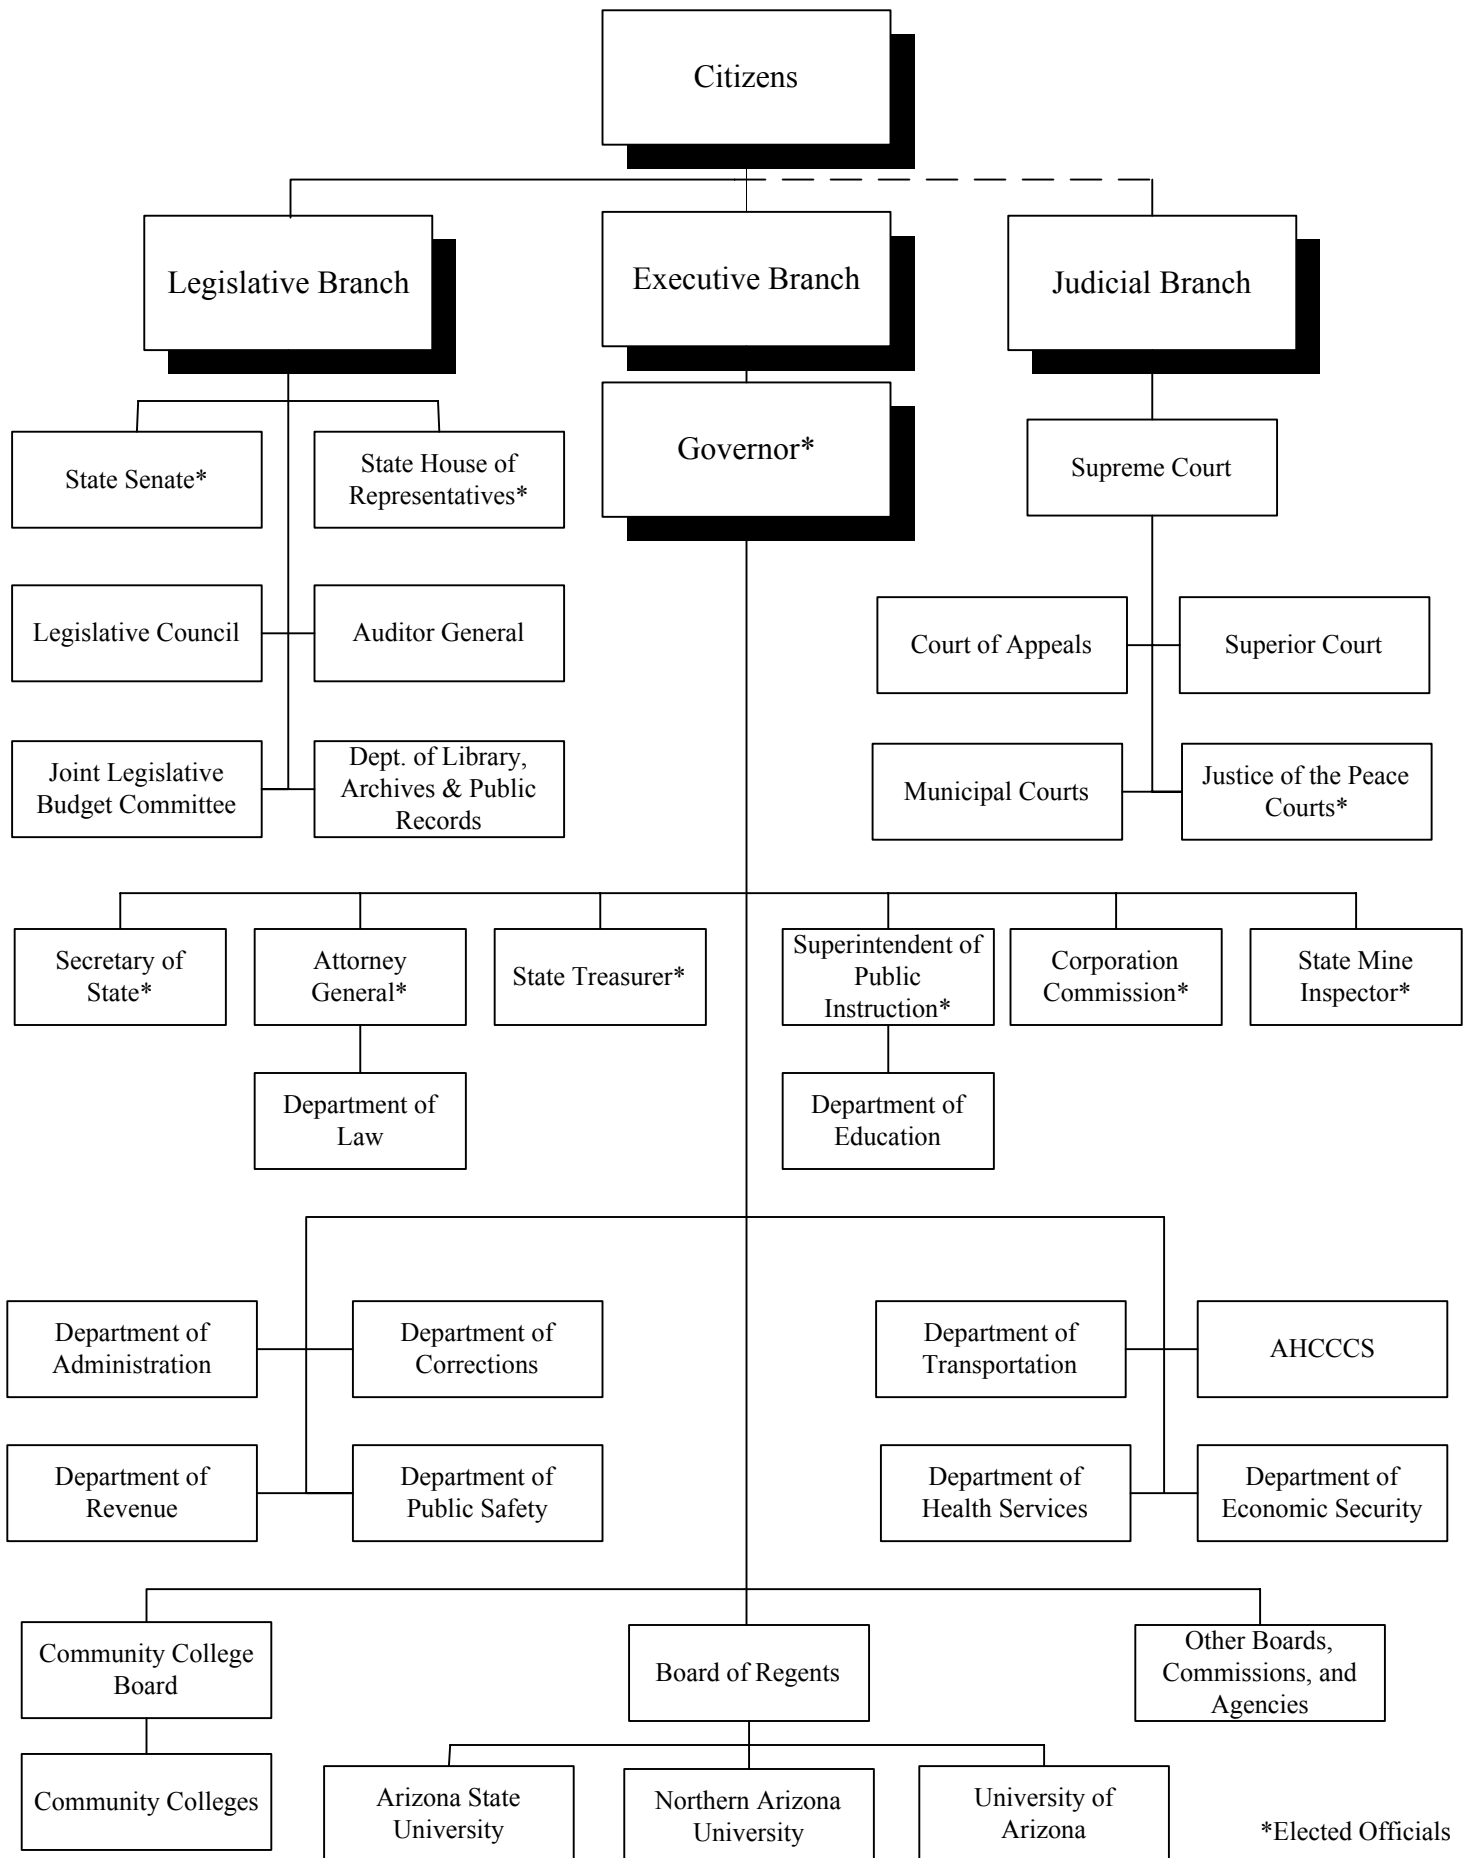 Citizens
Legislative Branch
Executive Branch
Judicial Branch
Governor*
State Senate*
State House of
Representatives*
Supreme Court
Legislative Council
Auditor General
Court of Appeals
Superior Court
Joint Legislative
Budget Committee
Dept. of Library,
Archives & Public
Records
Municipal Courts
Justice of the Peace
Courts*
Secretary of
State*
Attorney
General*
State Treasurer*
Superintendent of
Public
Instruction*
Corporation
Commission*
State Mine
Inspector*
Department of
Law
Department of
Education
Department of
Administration
Department of
Corrections
Department of
Transportation
AHCCCS
Department of
Revenue
Department of
Public Safety
Department of
Health Services
Department of
Economic Security
Community College
Board
Board of Regents
Other Boards,
Commissions, and
Agencies
Community Colleges
Arizona State
University
Northern Arizona
University
University of
Arizona
*Elected Officials